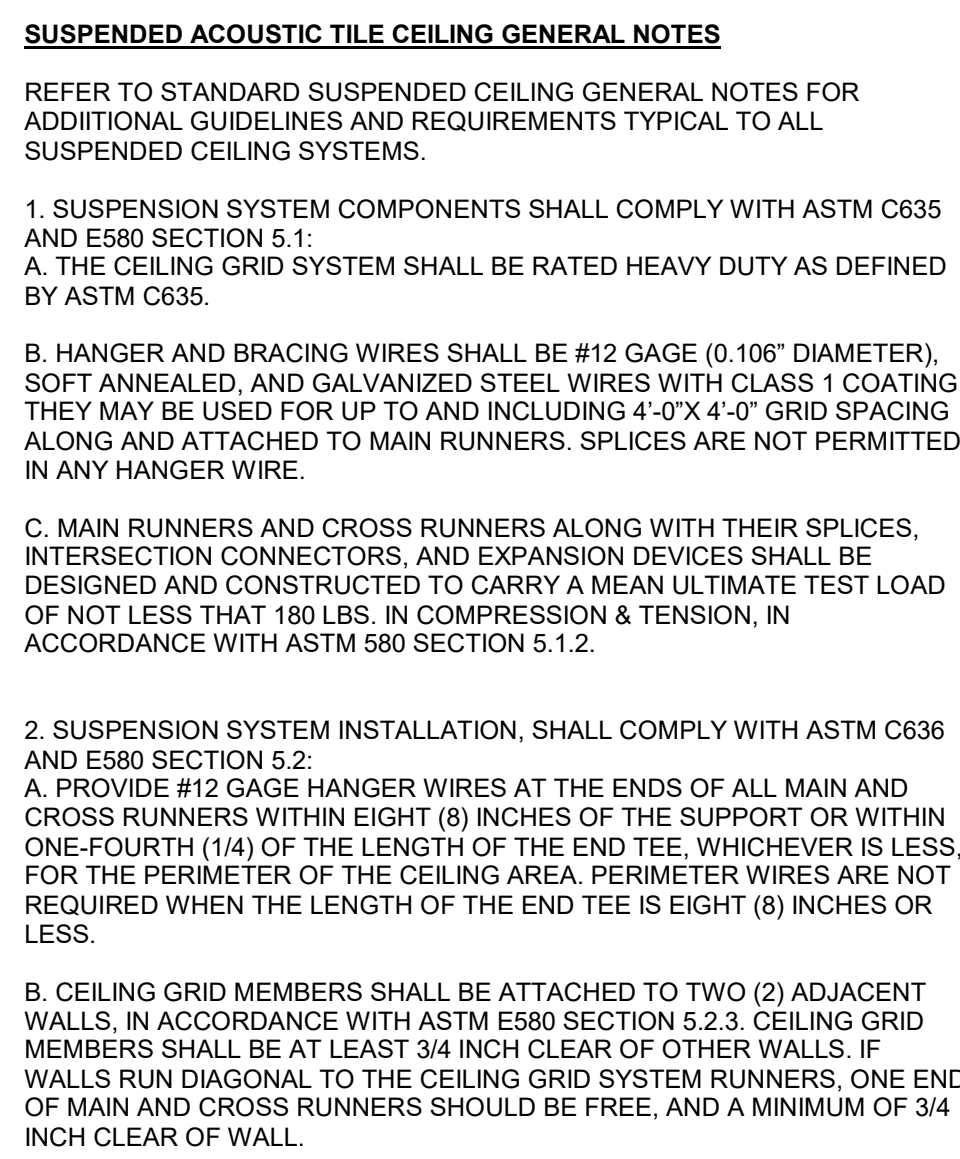 SUSPENDED ACOUSTIC TILE CEILING GENERAL NOTES
REFER TO STANDARD SUSPENDED CEILING GENERAL NOTES FOR
ADDIITIONAL GUIDELINES AND REQUIREMENTS TYPICAL TO ALL
SUSPENDED CEILING SYSTEMS.
1. SUSPENSION SYSTEM COMPONENTS SHALL COMPLY WITH ASTM C635
AND E580 SECTION 5.1:
A. THE CEILING GRID SYSTEM SHALL BE RATED HEAVY DUTY AS DEFINED
BY ASTM C635.
B. HANGER AND BRACING WIRES SHALL BE #12 GAGE (0.106” DIAMETER),
SOFT ANNEALED, AND GALVANIZED STEEL WIRES WITH CLASS 1 COATING
THEY MAY BE USED FOR UP TO AND INCLUDING 4’-0”X 4’-0” GRID SPACING
ALONG AND ATTACHED TO MAIN RUNNERS. SPLICES ARE NOT PERMITTED
IN ANY HANGER WIRE.
C. MAIN RUNNERS AND CROSS RUNNERS ALONG WITH THEIR SPLICES,
INTERSECTION CONNECTORS, AND EXPANSION DEVICES SHALL BE
DESIGNED AND CONSTRUCTED TO CARRY A MEAN ULTIMATE TEST LOAD
OF NOT LESS THAT 180 LBS. IN COMPRESSION & TENSION, IN
ACCORDANCE WITH ASTM 580 SECTION 5.1.2.
2. SUSPENSION SYSTEM INSTALLATION, SHALL COMPLY WITH ASTM C636
AND E580 SECTION 5.2:
A. PROVIDE #12 GAGE HANGER WIRES AT THE ENDS OF ALL MAIN AND
CROSS RUNNERS WITHIN EIGHT (8) INCHES OF THE SUPPORT OR WITHIN
ONE-FOURTH (1/4) OF THE LENGTH OF THE END TEE, WHICHEVER IS LESS,
FOR THE PERIMETER OF THE CEILING AREA. PERIMETER WIRES ARE NOT
REQUIRED WHEN THE LENGTH OF THE END TEE IS EIGHT (8) INCHES OR
LESS.
B. CEILING GRID MEMBERS SHALL BE ATTACHED TO TWO (2) ADJACENT
WALLS, IN ACCORDANCE WITH ASTM E580 SECTION 5.2.3. CEILING GRID
MEMBERS SHALL BE AT LEAST 3/4 INCH CLEAR OF OTHER WALLS. IF
WALLS RUN DIAGONAL TO THE CEILING GRID SYSTEM RUNNERS, ONE END
OF MAIN AND CROSS RUNNERS SHOULD BE FREE, AND A MINIMUM OF 3/4
INCH CLEAR OF WALL.